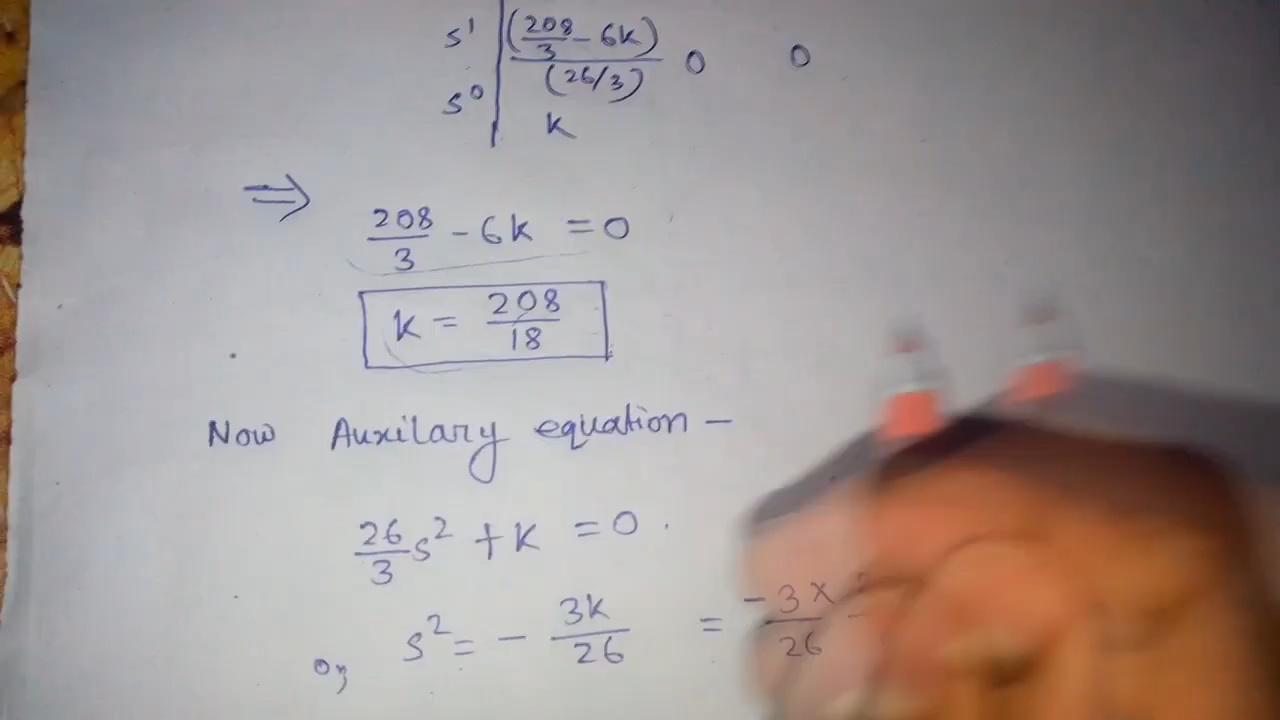 s¹ | (208/3 - 6k) / (26/3) 0 0
s⁰ | k
⇒ 208/3 - 6k = 0
k = 208/18
Now Auxilary equation -
26/3 s² + k = 0 .
Or, s² = - 3k/26 = -3 x /26